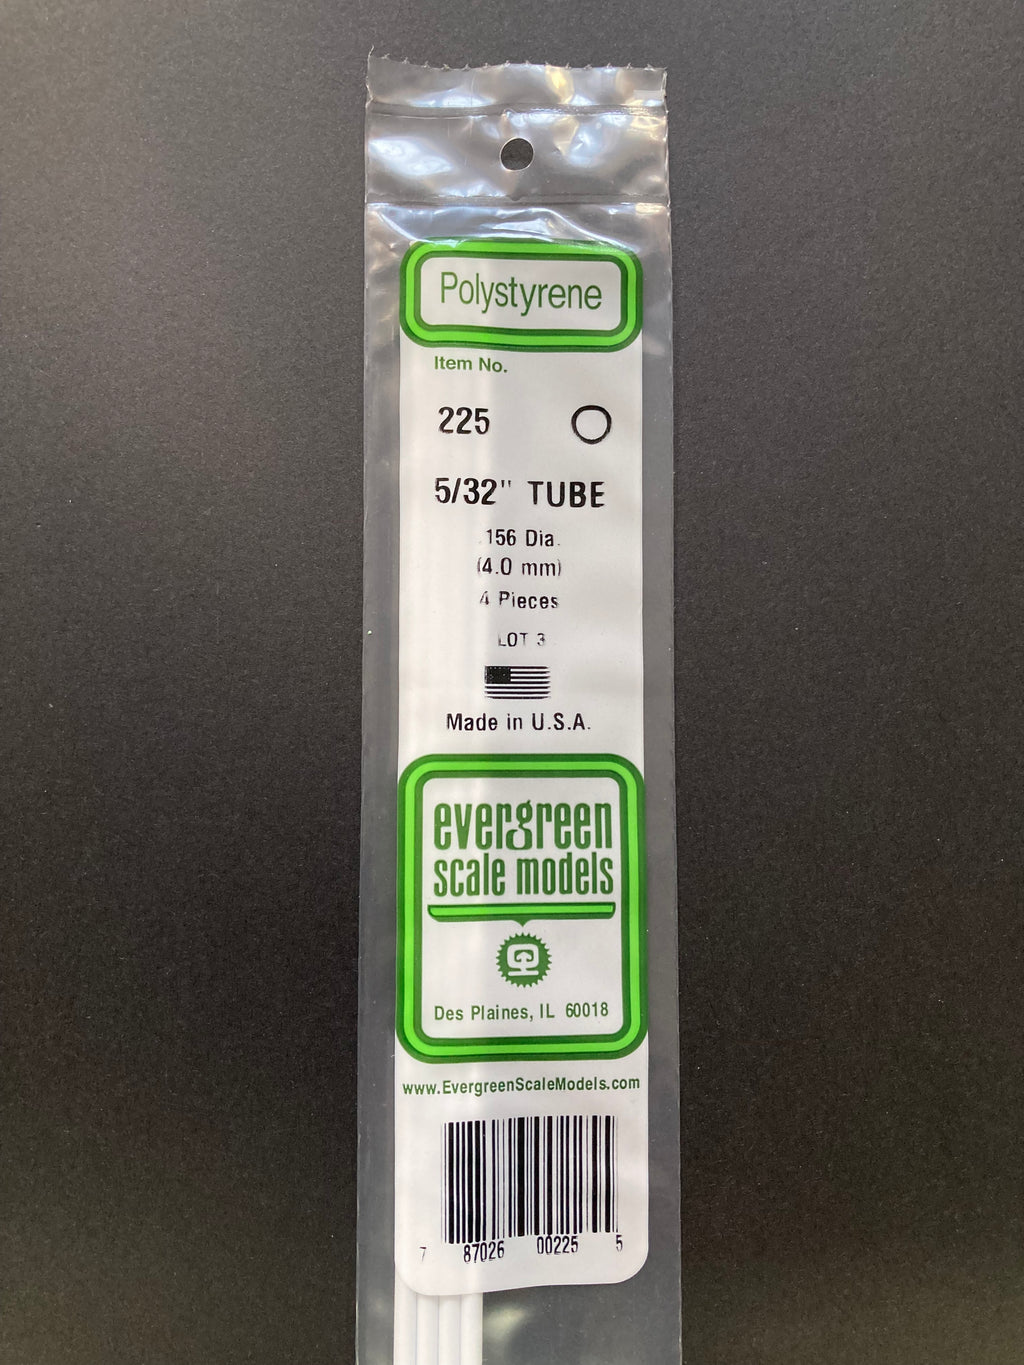 Polystyrene
Item No.
225
5/32" TUBE
.156 Dia.
(4.0 mm)
4 Pieces
LOT 3
Made in U.S.A.
evergreen
scale models
Des Plaines, IL 60018
www.EvergreenScaleModels.com
7 87026 00225 5